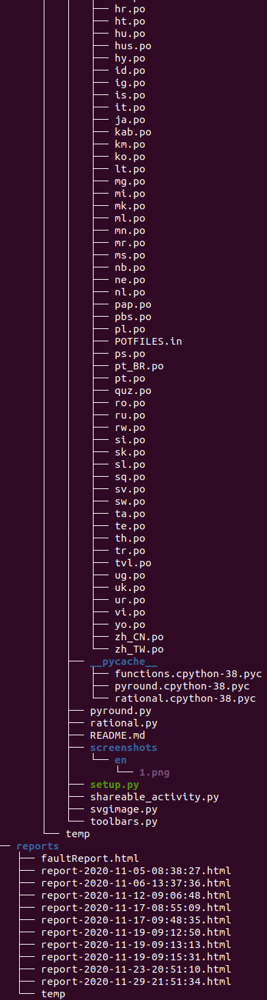 hr.po
ht.po
hu.po
hus.po
hy.po
id.po
ig.po
is.po
it.po
ja.po
kab.po
km.po
ko.po
lt.po
mg.po
mi.po
mk.po
ml.po
mn.po
mr.po
ms.po
nb.po
ne.po
nl.po
pap.po
pbs.po
pl.po
POTFILES.in
ps.po
pt_BR.po
pt.po
quz.po
ro.po
ru.po
rw.po
si.po
sk.po
sl.po
sq.po
sv.po
sw.po
ta.po
te.po
th.po
tr.po
tvl.po
ug.po
uk.po
ur.po
vi.po
yo.po
zh_CN.po
zh_TW.po
__pycache__
functions.cpython-38.pyc
pyround.cpython-38.pyc
rational.cpython-38.pyc
pyround.py
rational.py
README.md
screenshots
en
1.png
setup.py
shareable_activity.py
svgimage.py
toolbars.py
temp
reports
faultReport.html
report-2020-11-05-08:38:27.html
report-2020-11-06-13:37:36.html
report-2020-11-12-09:06:48.html
report-2020-11-17-08:55:09.html
report-2020-11-17-09:48:35.html
report-2020-11-19-09:12:50.html
report-2020-11-19-09:13:13.html
report-2020-11-19-09:15:31.html
report-2020-11-23-20:51:10.html
report-2020-11-29-21:51:34.html
temp